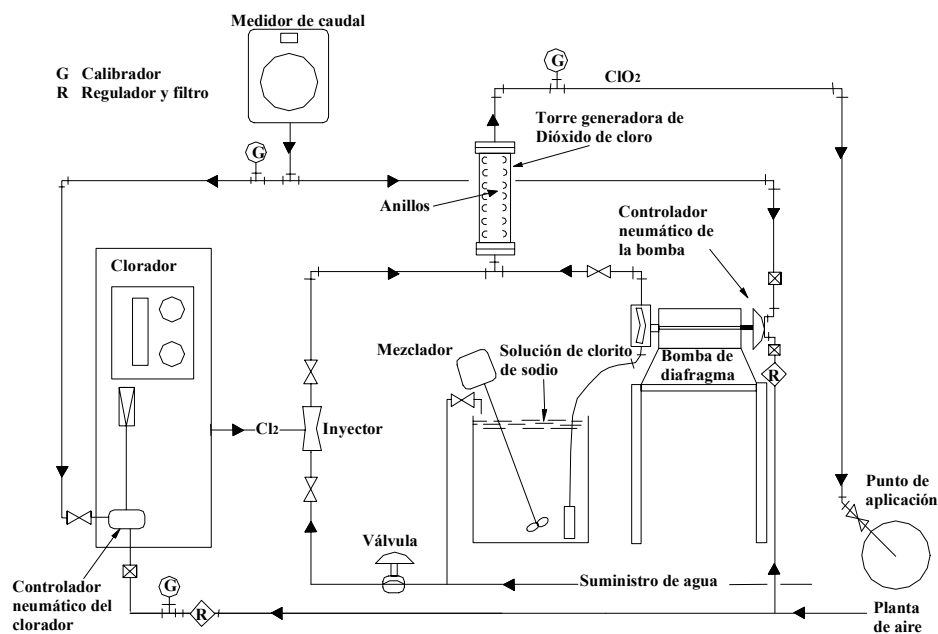 Medidor de caudal
G Calibrador
R Regulador y filtro
G
ClO2
Torre generadora de
Dióxido de cloro
G
Anillos
Controlador
neumático de
la bomba
Clorador
Mezclador
Solución de clorito
de sodio
Bomba de
diafragma
R
Cl2
Inyector
Punto de
aplicación
Válvula
Suministro de agua
Controlador
neumático del
clorador
G
R
Planta
de aire